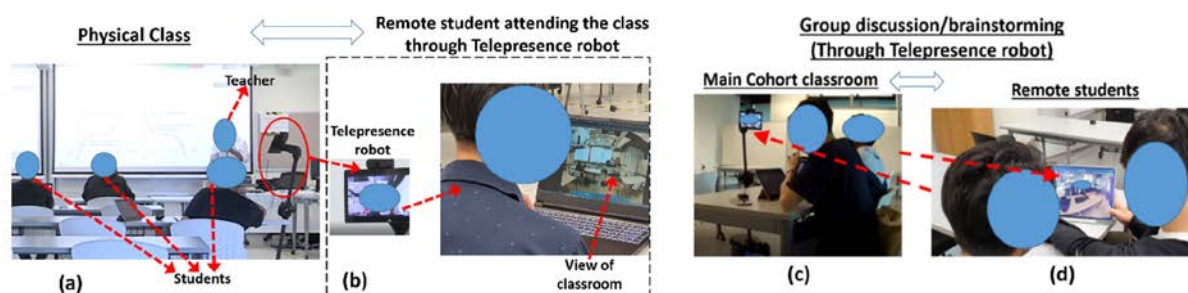 Physical Class
Remote student attending the class
through Telepresence robot
Teacher
Telepresence
robot
(a)
Students
(b)
View of
classroom
Group discussion/brainstorming
(Through Telepresence robot)
Main Cohort classroom
Remote students
(c)
(d)